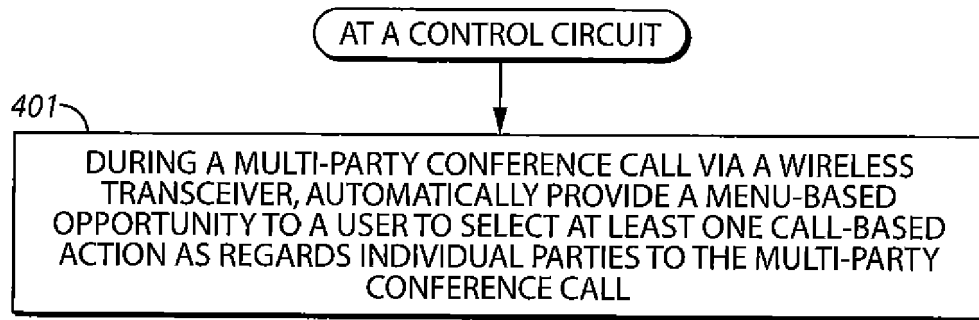 AT A CONTROL CIRCUIT
401
DURING A MULTI-PARTY CONFERENCE CALL VIA A WIRELESS
TRANSCEIVER, AUTOMATICALLY PROVIDE A MENU-BASED
OPPORTUNITY TO A USER TO SELECT AT LEAST ONE CALL-BASED
ACTION AS REGARDS INDIVIDUAL PARTIES TO THE MULTI-PARTY
CONFERENCE CALL